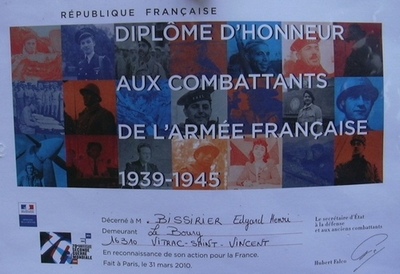 RÉPUBLIQUE FRANÇAISE
DIPLÔME D'HONNEUR
AUX COMBATTANTS
DE L'ARMÉE FRANÇAISE
1939-1945
Décerné à M. BISSIRIER Edgard Henri
Demeurant Le Bourg
16310 VITRAC-SAINT-VINCENT
En reconnaissance de son action pour la France.
Fait à Paris, le 31 mars 2010.
Le secrétaire d'État
à la défense
et aux anciens combattants
Hubert Falco